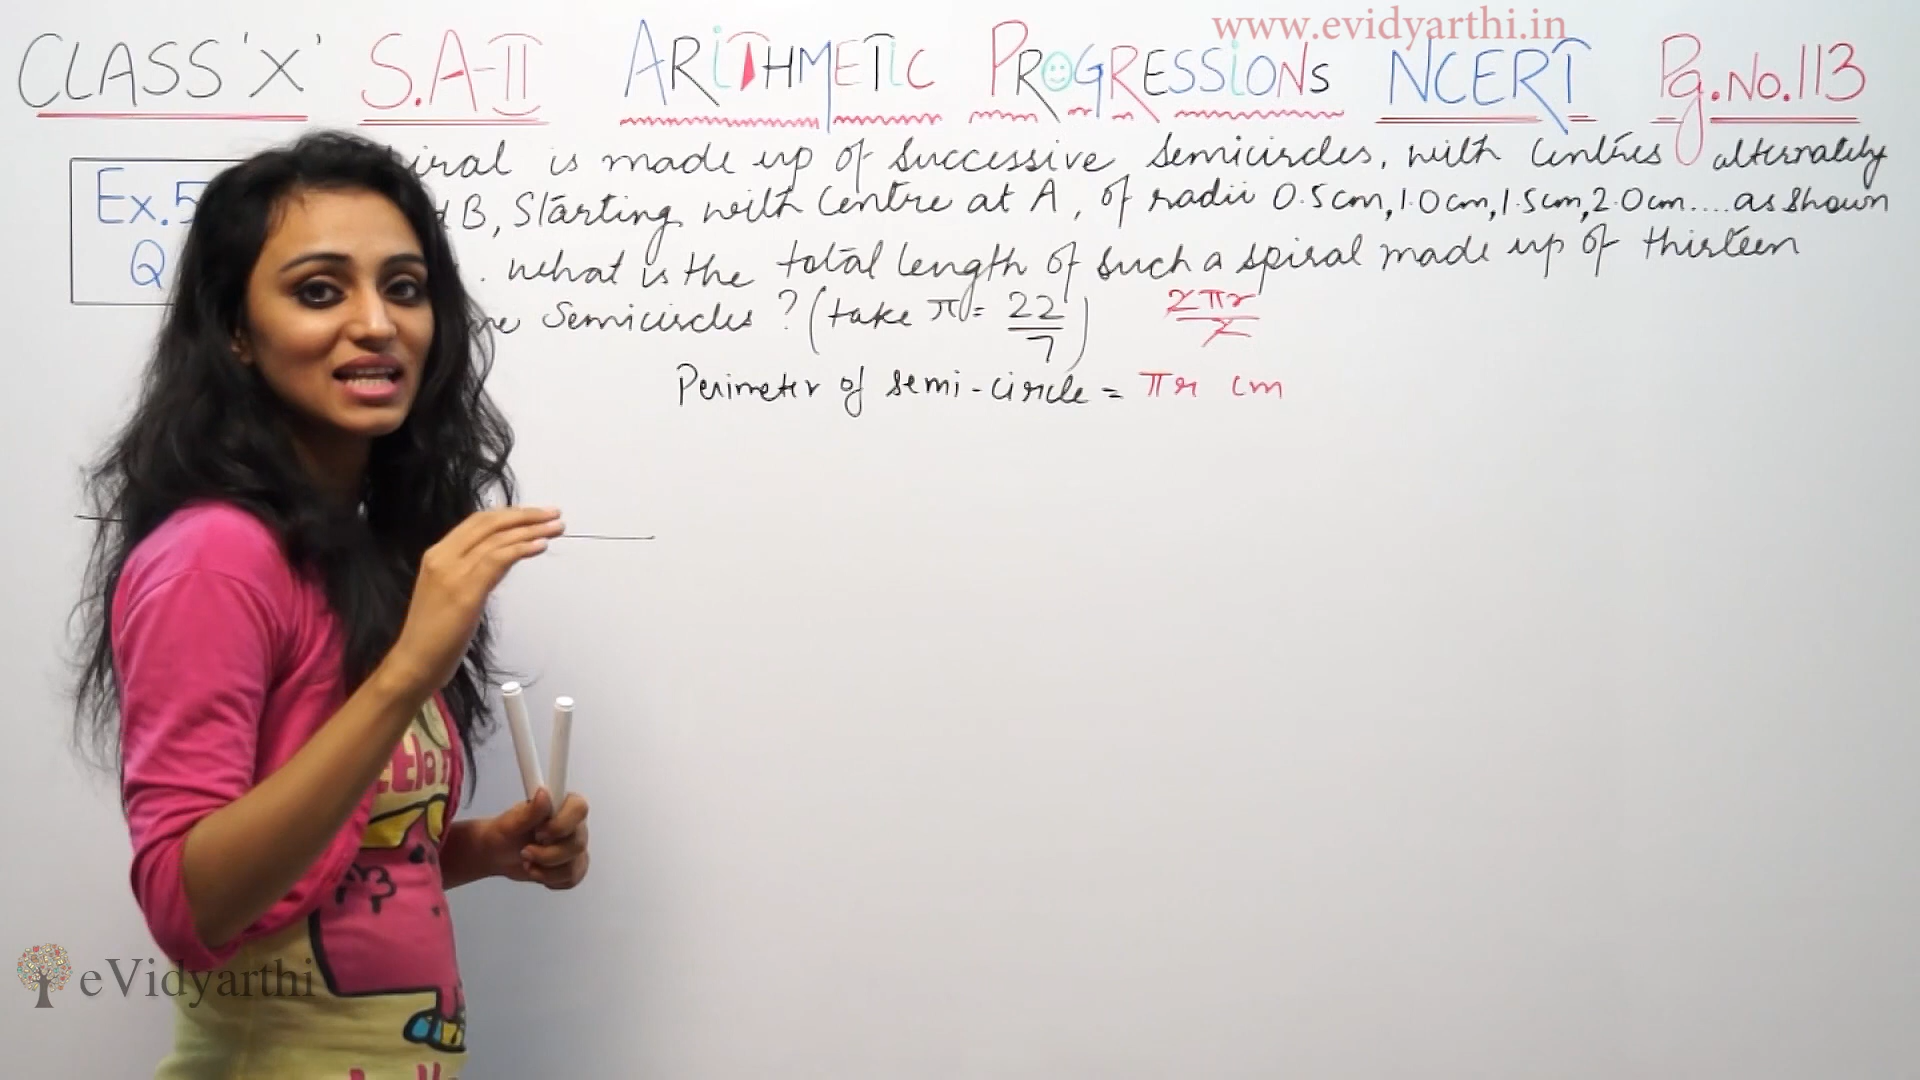 www.evidyarthi.in
CLASS 'X' S.A-II ARiTHMETiC PROGRESSIONS NCERT Pg.No.113
iral is made up of successive semicircles, with centres alternately
Ex.5
B, Starting with centre at A, of radii 0.5cm, 1.0cm, 1.5cm, 2.0cm.... as shown
Q
. what is the total length of such a spiral made up of thirteen
semicircles? (take π = 22/7) 2πr/2
Perimeter of semi-circle = πr cm
eVidyarthi